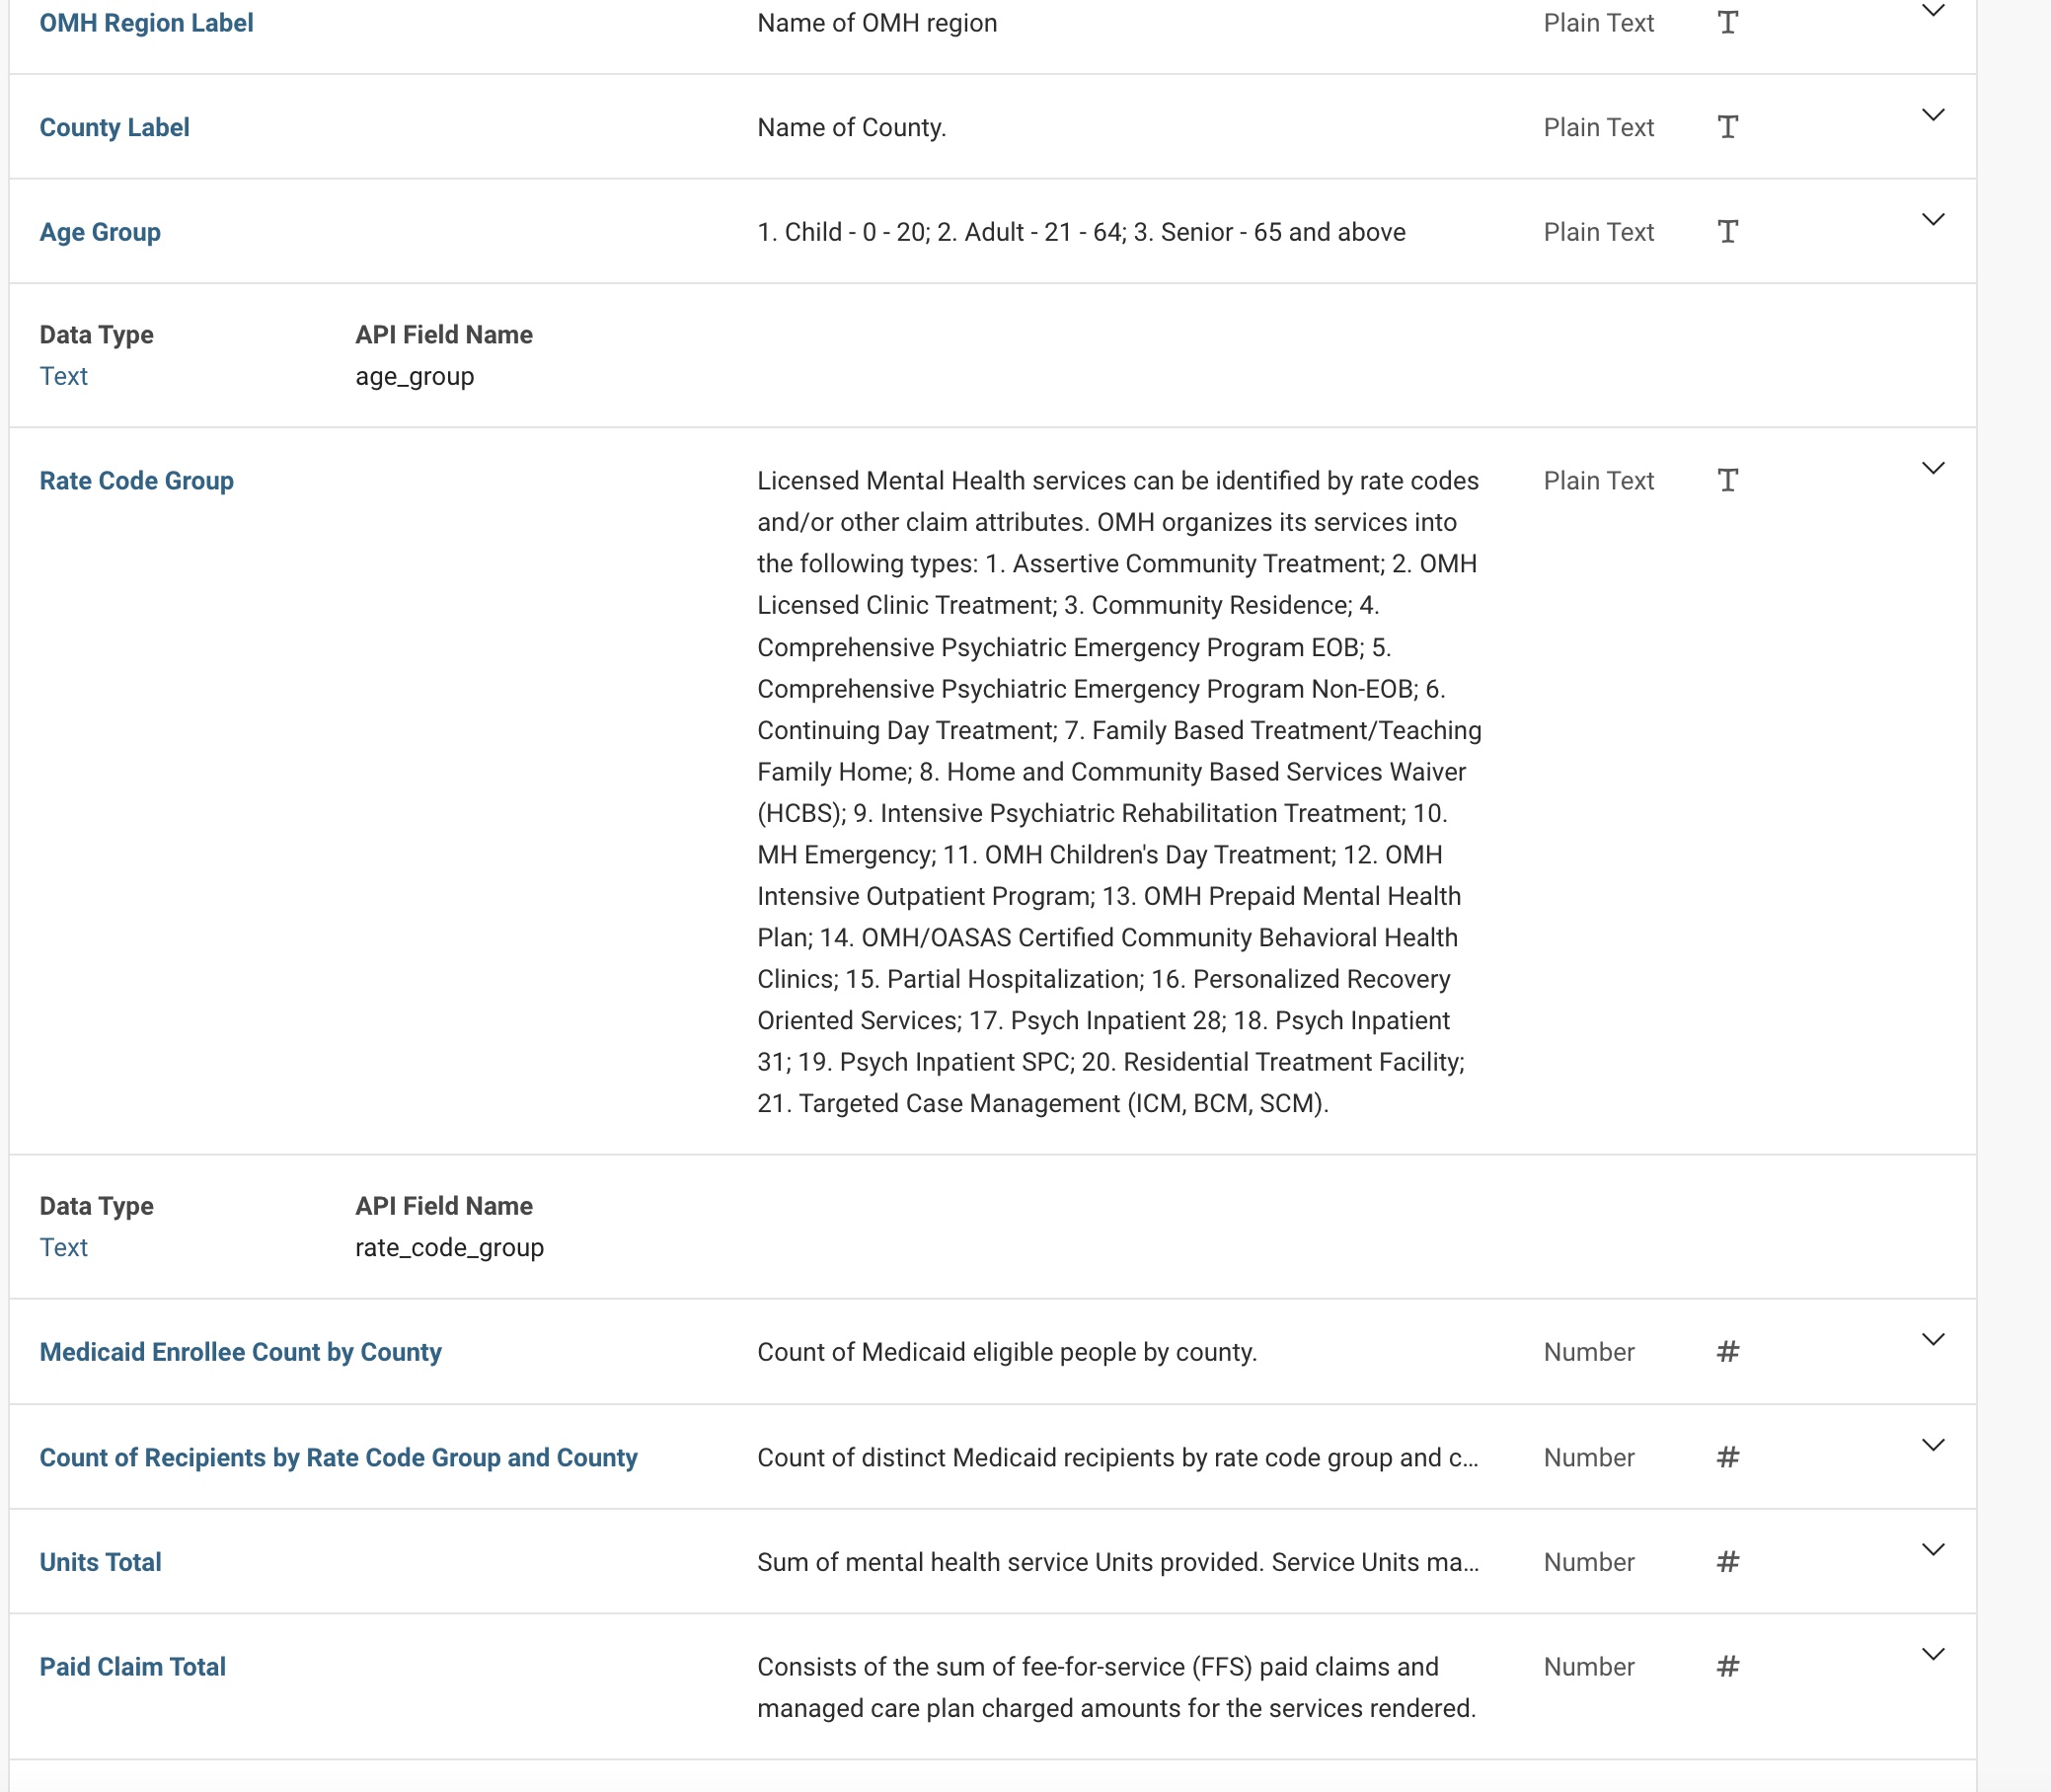 OMH Region Label
Name of OMH region
Plain Text
County Label
Name of County.
Plain Text
Age Group
1. Child - 0 - 20; 2. Adult - 21 - 64; 3. Senior - 65 and above
Plain Text
Data Type
API Field Name
Text
age_group
Rate Code Group
Licensed Mental Health services can be identified by rate codes
and/or other claim attributes. OMH organizes its services into
the following types: 1. Assertive Community Treatment; 2. OMH
Licensed Clinic Treatment; 3. Community Residence; 4.
Comprehensive Psychiatric Emergency Program EOB; 5.
Comprehensive Psychiatric Emergency Program Non-EOB; 6.
Continuing Day Treatment; 7. Family Based Treatment/Teaching
Family Home; 8. Home and Community Based Services Waiver
(HCBS); 9. Intensive Psychiatric Rehabilitation Treatment; 10.
MH Emergency; 11. OMH Children's Day Treatment; 12. OMH
Intensive Outpatient Program; 13. OMH Prepaid Mental Health
Plan; 14. OMH/OASAS Certified Community Behavioral Health
Clinics; 15. Partial Hospitalization; 16. Personalized Recovery
Oriented Services; 17. Psych Inpatient 28; 18. Psych Inpatient
31; 19. Psych Inpatient SPC; 20. Residential Treatment Facility;
21. Targeted Case Management (ICM, BCM, SCM).
Plain Text
Data Type
API Field Name
Text
rate_code_group
Medicaid Enrollee Count by County
Count of Medicaid eligible people by county.
Number #
Count of Recipients by Rate Code Group and County
Count of distinct Medicaid recipients by rate code group and c...
Number #
Units Total
Sum of mental health service Units provided. Service Units ma...
Number #
Paid Claim Total
Consists of the sum of fee-for-service (FFS) paid claims and
managed care plan charged amounts for the services rendered.
Number #